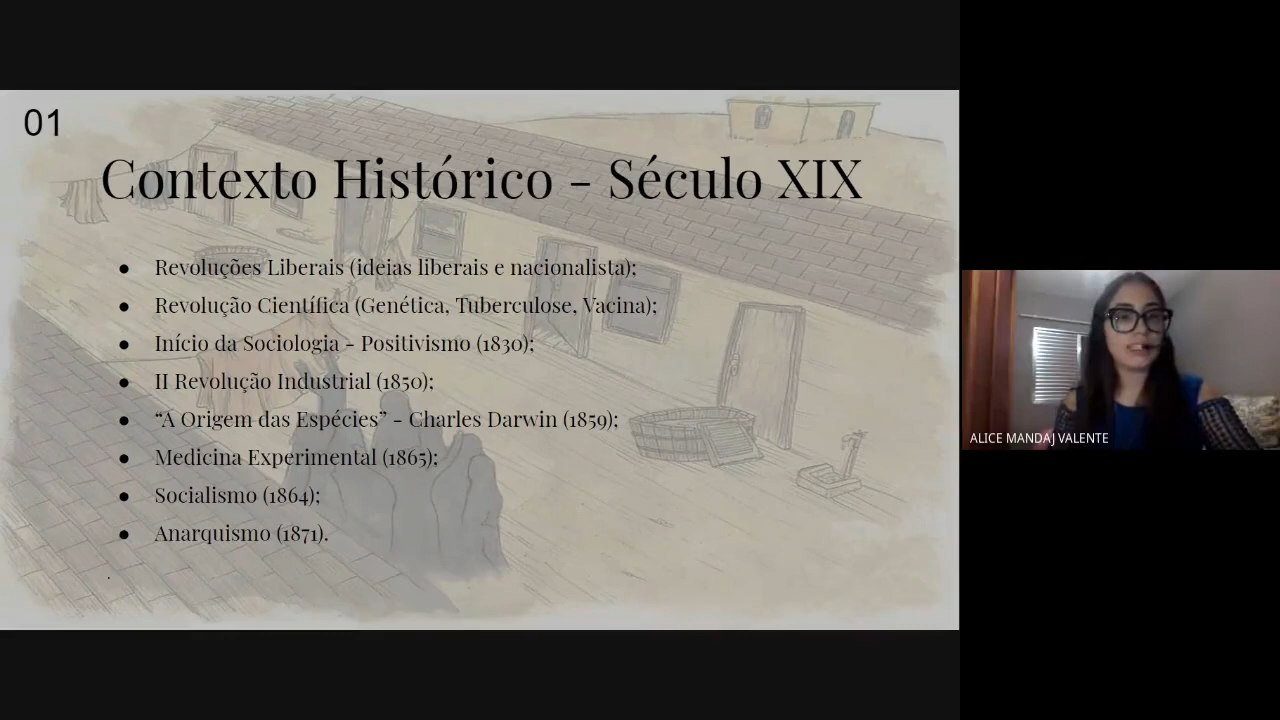 01
Contexto Histórico - Século XIX
● Revoluções Liberais (ideias liberais e nacionalista);
● Revolução Científica (Genética, Tuberculose, Vacina);
● Início da Sociologia - Positivismo (1830);
● II Revolução Industrial (1850);
● “A Origem das Espécies” - Charles Darwin (1859);
● Medicina Experimental (1865);
● Socialismo (1864);
● Anarquismo (1871).
.
ALICE MANDAJ VALENTE